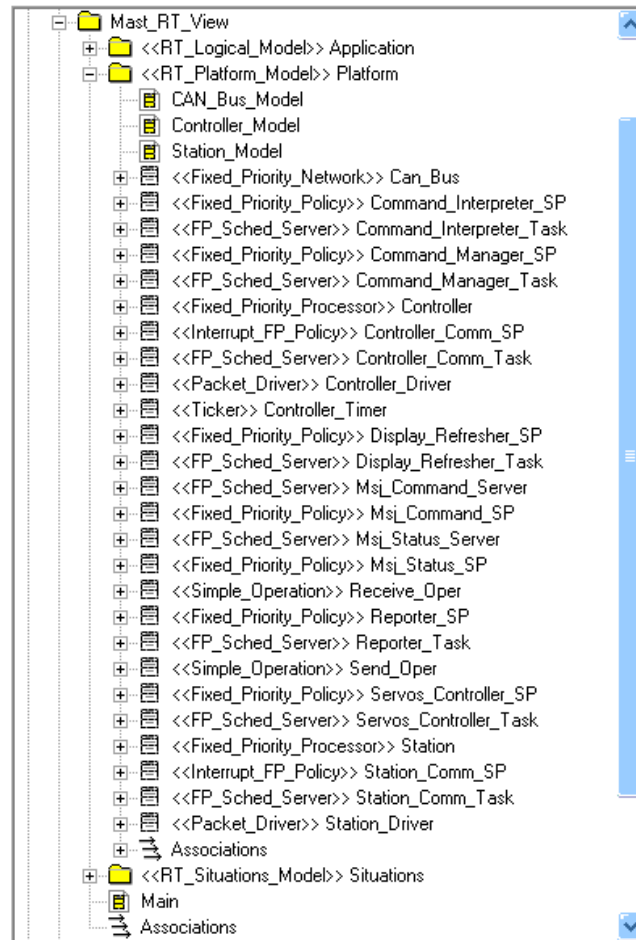 Mast_RT_View
<<RT_Logical_Model>> Application
<<RT_Platform_Model>> Platform
CAN_Bus_Model
Controller_Model
Station_Model
<<Fixed_Priority_Network>> Can_Bus
<<Fixed_Priority_Policy>> Command_Interpreter_SP
<<FP_Sched_Server>> Command_Interpreter_Task
<<Fixed_Priority_Policy>> Command_Manager_SP
<<FP_Sched_Server>> Command_Manager_Task
<<Fixed_Priority_Processor>> Controller
<<Interrupt_FP_Policy>> Controller_Comm_SP
<<FP_Sched_Server>> Controller_Comm_Task
<<Packet_Driver>> Controller_Driver
<<Ticker>> Controller_Timer
<<Fixed_Priority_Policy>> Display_Refresher_SP
<<FP_Sched_Server>> Display_Refresher_Task
<<FP_Sched_Server>> Msj_Command_Server
<<Fixed_Priority_Policy>> Msj_Command_SP
<<FP_Sched_Server>> Msj_Status_Server
<<Fixed_Priority_Policy>> Msj_Status_SP
<<Simple_Operation>> Receive_Oper
<<Fixed_Priority_Policy>> Reporter_SP
<<FP_Sched_Server>> Reporter_Task
<<Simple_Operation>> Send_Oper
<<Fixed_Priority_Policy>> Servos_Controller_SP
<<FP_Sched_Server>> Servos_Controller_Task
<<Fixed_Priority_Processor>> Station
<<Interrupt_FP_Policy>> Station_Comm_SP
<<FP_Sched_Server>> Station_Comm_Task
<<Packet_Driver>> Station_Driver
Associations
<<RT_Situations_Model>> Situations
Main
Associations